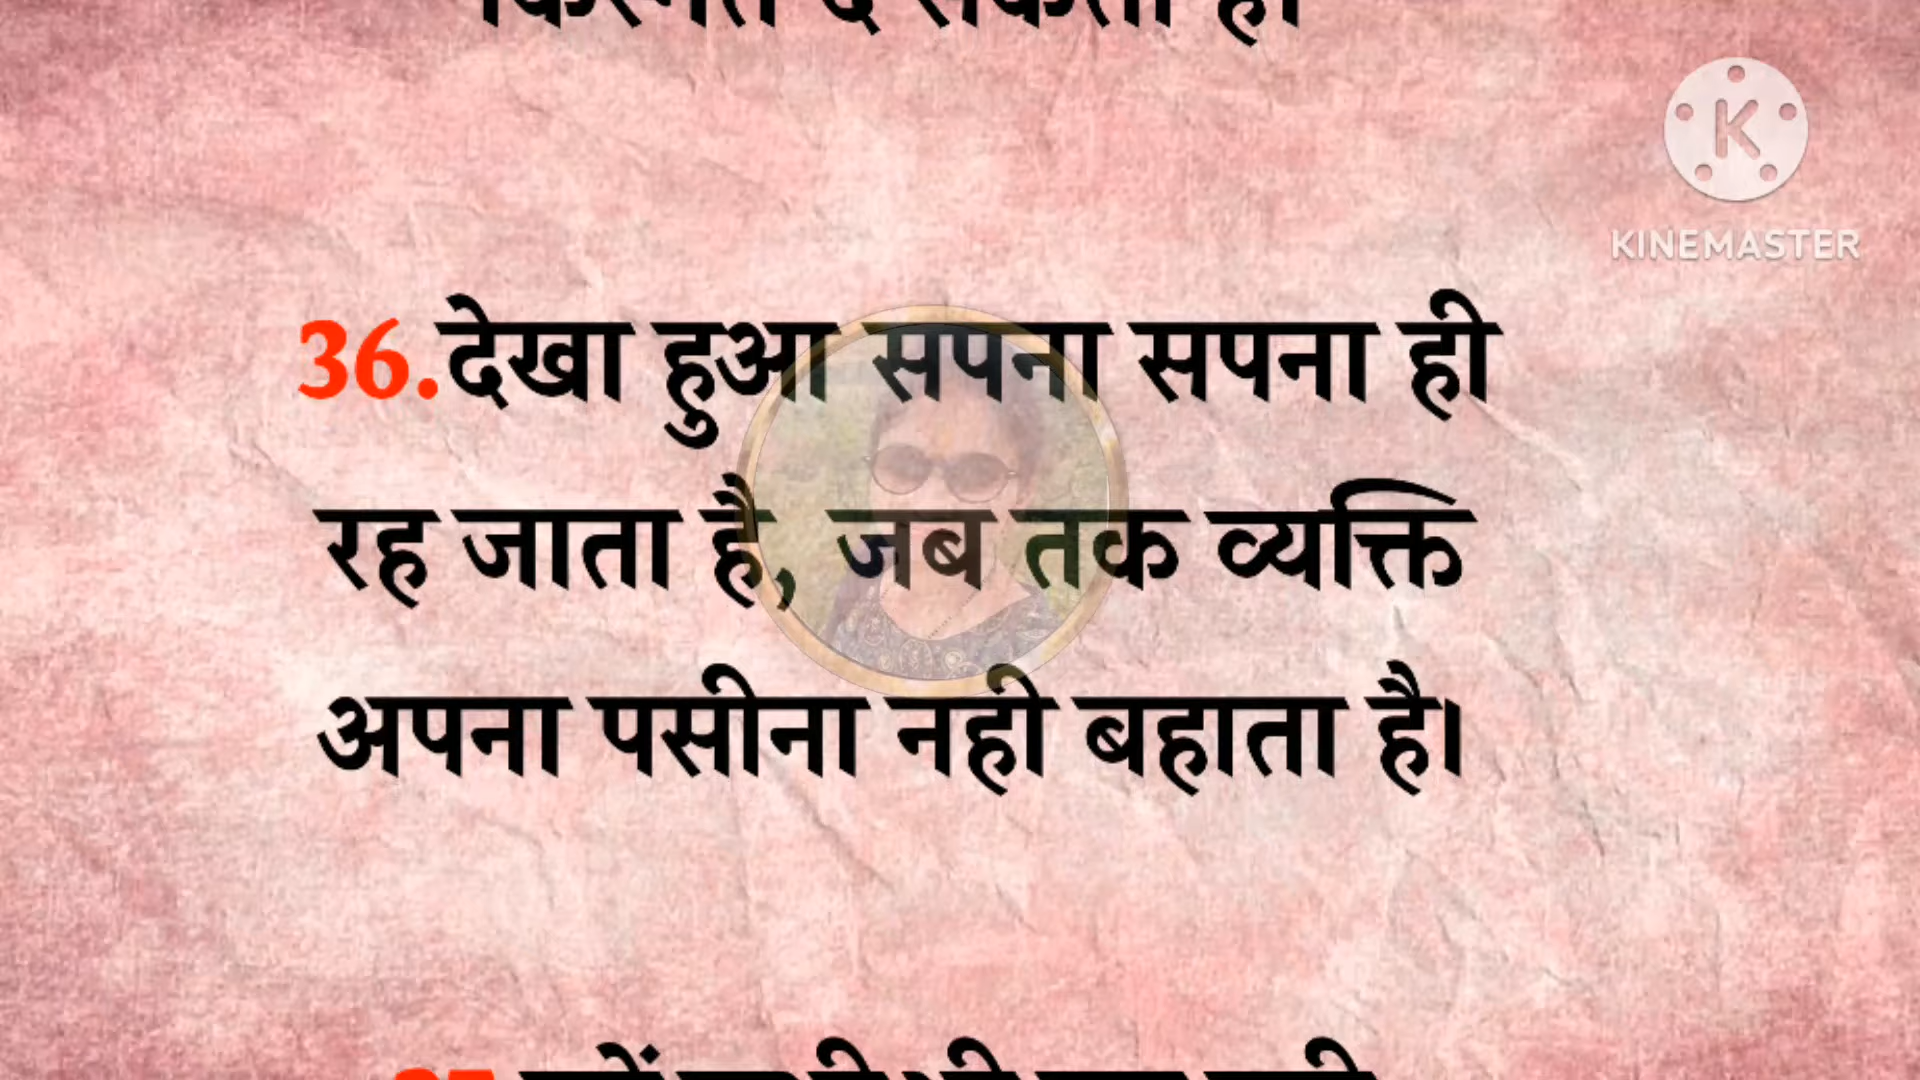 KINEMASTER
36.देखा हुआ सपना सपना ही
रह जाता है, जब तक व्यक्ति
अपना पसीना नही बहाता है।